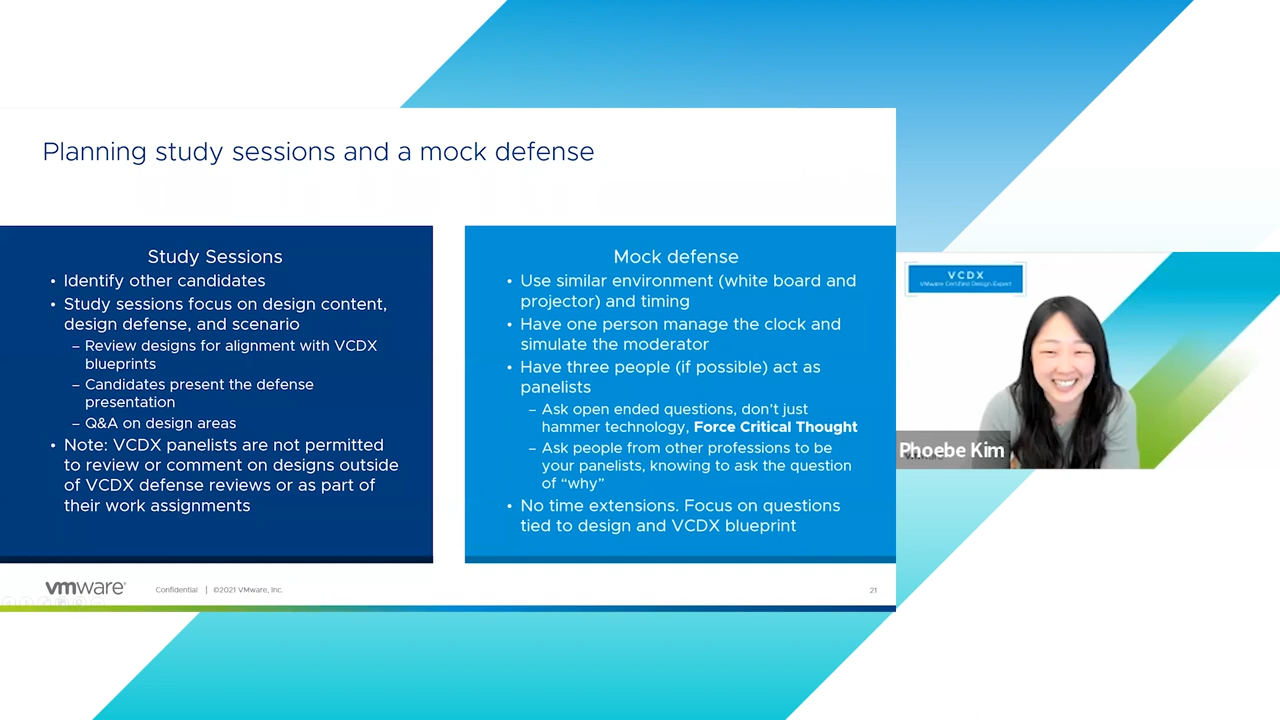 Planning study sessions and a mock defense
Study Sessions
• Identify other candidates
• Study sessions focus on design content,
design defense, and scenario
– Review designs for alignment with VCDX
blueprints
– Candidates present the defense
presentation
– Q&A on design areas
• Note: VCDX panelists are not permitted
to review or comment on designs outside
of VCDX defense reviews or as part of
their work assignments
Mock defense
• Use similar environment (white board and
projector) and timing
• Have one person manage the clock and
simulate the moderator
• Have three people (if possible) act as
panelists
– Ask open ended questions, don’t just
hammer technology, Force Critical Thought
– Ask people from other professions to be
your panelists, knowing to ask the question
of “why”
• No time extensions. Focus on questions
tied to design and VCDX blueprint
vmware®
Confidential | ©2021 VMware, Inc.
21
VCDX
VMware Certified Design Expert
Phoebe Kim